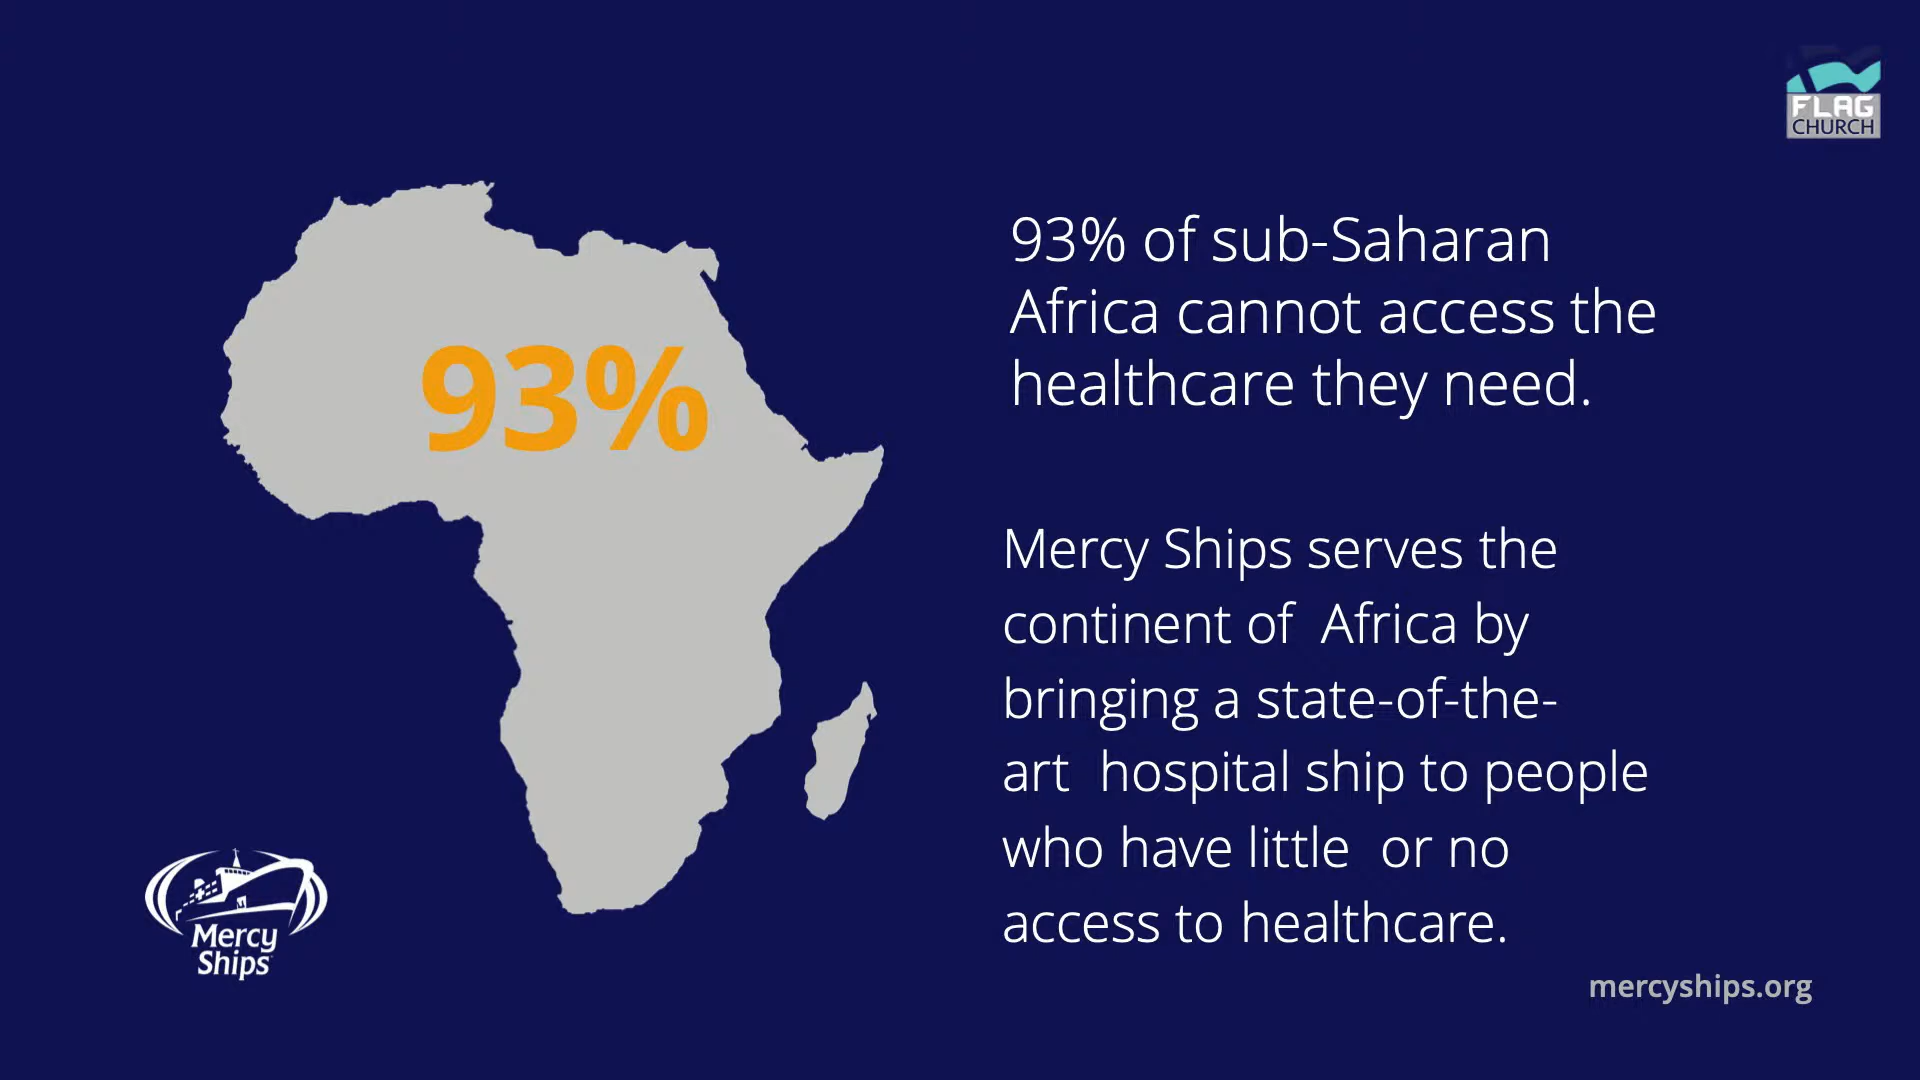 FLAG
CHURCH
93%
93% of sub-Saharan
Africa cannot access the
healthcare they need.
Mercy Ships serves the
continent of  Africa by
bringing a state-of-the-
art  hospital ship to people
who have little  or no
access to healthcare.
Mercy
Ships
mercyships.org